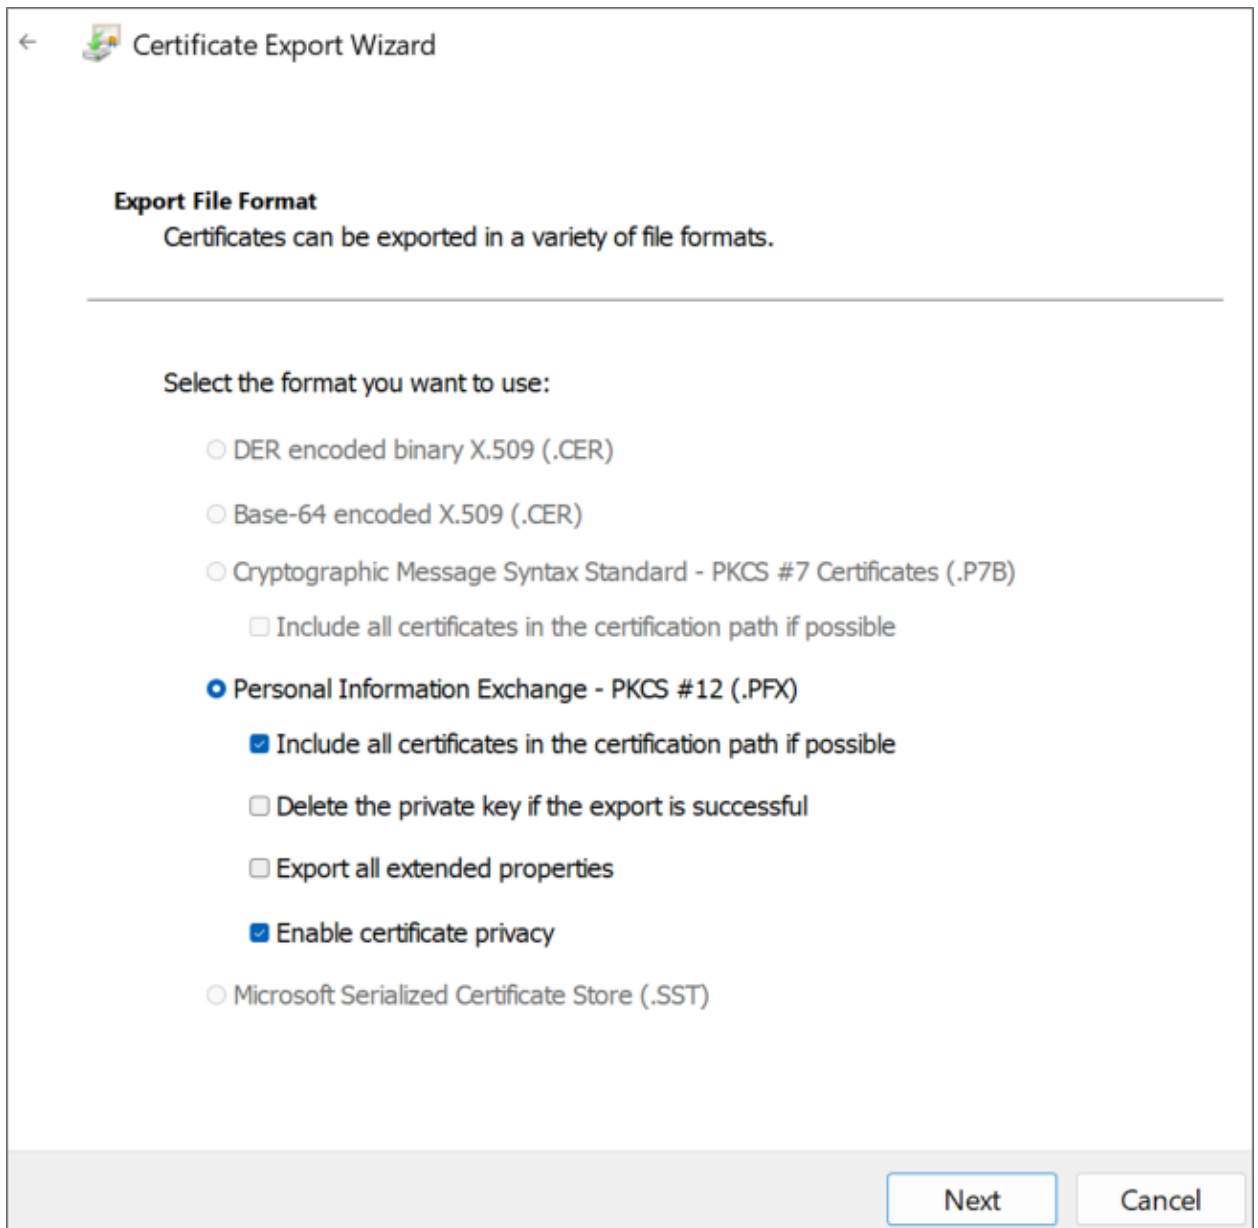 Certificate Export Wizard
Export File Format
Certificates can be exported in a variety of file formats.
Select the format you want to use:
DER encoded binary X.509 (.CER)
Base-64 encoded X.509 (.CER)
Cryptographic Message Syntax Standard - PKCS #7 Certificates (.P7B)
Include all certificates in the certification path if possible
Personal Information Exchange - PKCS #12 (.PFX)
Include all certificates in the certification path if possible
Delete the private key if the export is successful
Export all extended properties
Enable certificate privacy
Microsoft Serialized Certificate Store (.SST)
Next Cancel